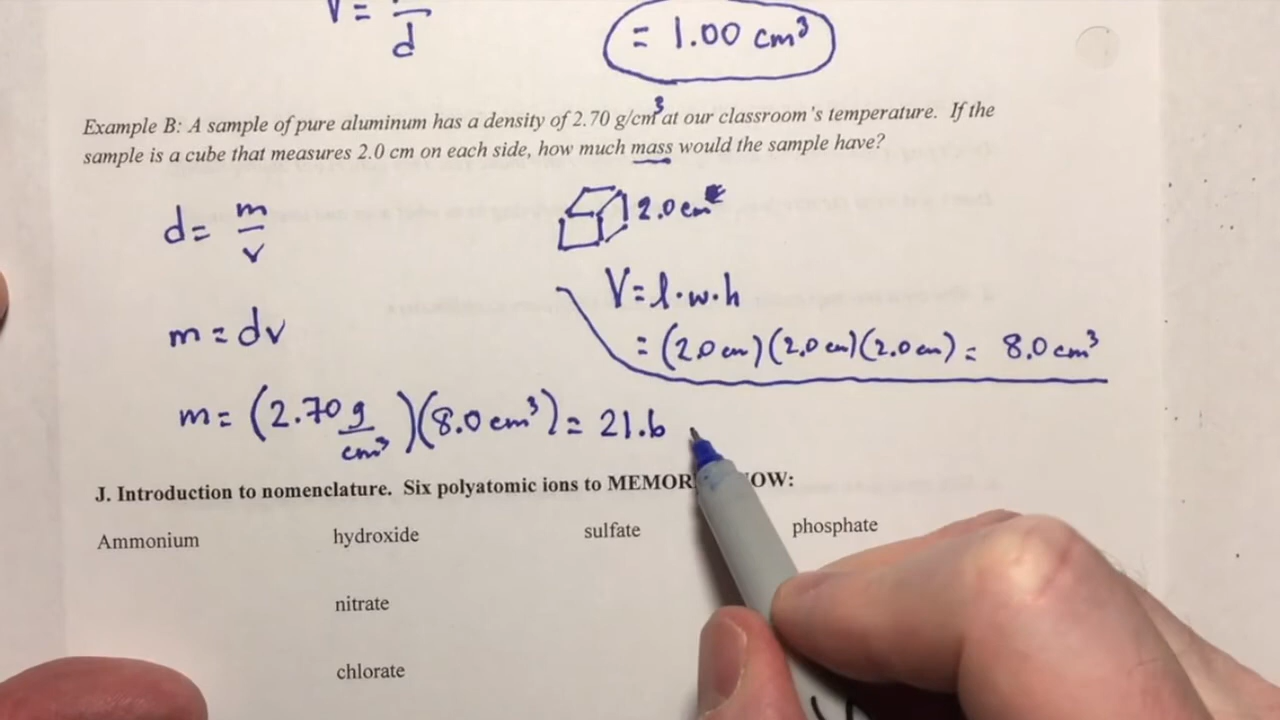 V = 
d
= 1.00 cm³
Example B: A sample of pure aluminum has a density of 2.70 g/cm³ at our classroom's temperature. If the
sample is a cube that measures 2.0 cm on each side, how much mass would the sample have?
d = m/v
2.0 cm
m = dv
V = l·w·h
= (2.0 cm)(2.0 cm)(2.0 cm) = 8.0 cm³
m = (2.70 g/cm³)(8.0 cm³) = 21.6
J. Introduction to nomenclature. Six polyatomic ions to MEMOR OW:
Ammonium hydroxide sulfate phosphate
nitrate
chlorate